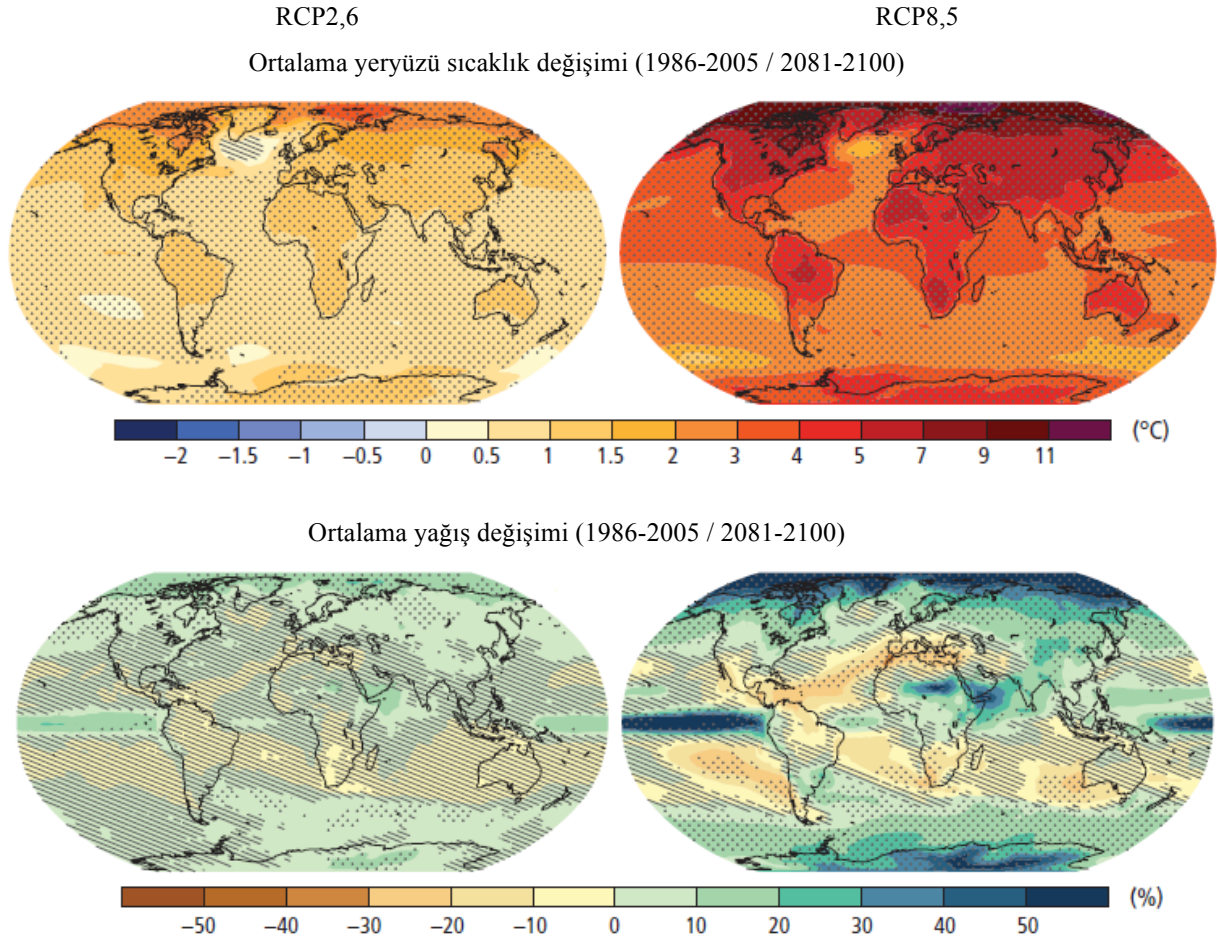 RCP2,6 RCP8,5
Ortalama yeryüzü sıcaklık değişimi (1986-2005 / 2081-2100)
−2 −1.5 −1 −0.5 0 0.5 1 1.5 2 3 4 5 7 9 11 (°C)
Ortalama yağış değişimi (1986-2005 / 2081-2100)
−50 −40 −30 −20 −10 0 10 20 30 40 50 (%)